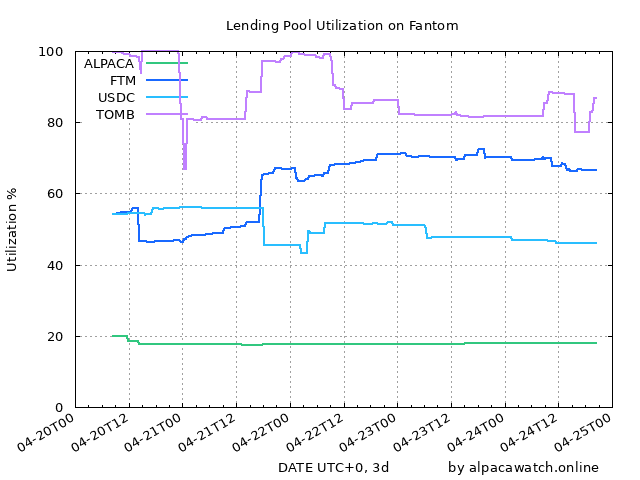 Lending Pool Utilization on Fantom
100
80
60
40
20
0
Utilization %
ALPACA
FTM
USDC
TOMB
04-20T00
04-20T12
04-21T00
04-21T12
04-22T00
04-22T12
04-23T00
04-23T12
04-24T00
04-24T12
04-25T00
DATE UTC+0, 3d
by alpacawatch.online